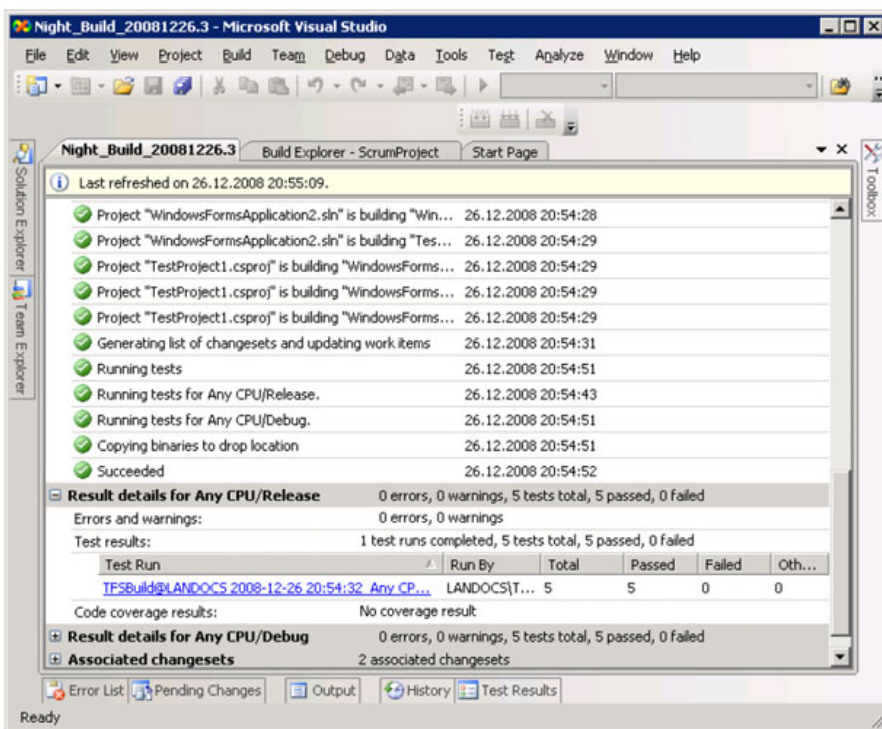 Night_Build_20081226.3 - Microsoft Visual Studio
File Edit View Project Build Team Debug Data Tools Test Analyze Window Help
Night_Build_20081226.3 Build Explorer - ScrumProject Start Page
Solution Explorer
Team Explorer
Toolbox
Last refreshed on 26.12.2008 20:55:09.
Project "WindowsFormsApplication2.sln" is building "Win... 26.12.2008 20:54:28
Project "WindowsFormsApplication2.sln" is building "Tes... 26.12.2008 20:54:29
Project "TestProject1.csproj" is building "WindowsForms... 26.12.2008 20:54:29
Project "TestProject1.csproj" is building "WindowsForms... 26.12.2008 20:54:29
Project "TestProject1.csproj" is building "WindowsForms... 26.12.2008 20:54:29
Generating list of changesets and updating work items 26.12.2008 20:54:31
Running tests 26.12.2008 20:54:51
Running tests for Any CPU/Release. 26.12.2008 20:54:43
Running tests for Any CPU/Debug. 26.12.2008 20:54:51
Copying binaries to drop location 26.12.2008 20:54:51
Succeeded 26.12.2008 20:54:52
Result details for Any CPU/Release 0 errors, 0 warnings, 5 tests total, 5 passed, 0 failed
Errors and warnings: 0 errors, 0 warnings
Test results: 1 test runs completed, 5 tests total, 5 passed, 0 failed
Test Run Run By Total Passed Failed Oth...
TFSBuild@LANDOCS 2008-12-26 20:54:32_Any CP... LANDOCS\T... 5 5 0 0
Code coverage results: No coverage result
Result details for Any CPU/Debug 0 errors, 0 warnings, 5 tests total, 5 passed, 0 failed
Associated changesets 2 associated changesets
Error List Pending Changes Output History Test Results
Ready